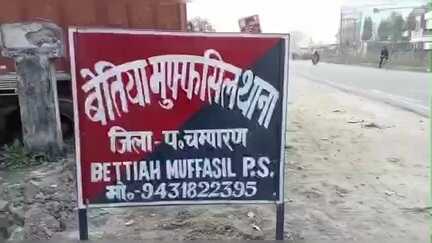 बेतिया मुफ्फसिल थाना
जिला-प.चम्पारण
BETTIAH MUFFASIL P.S.
मो.-9431822395